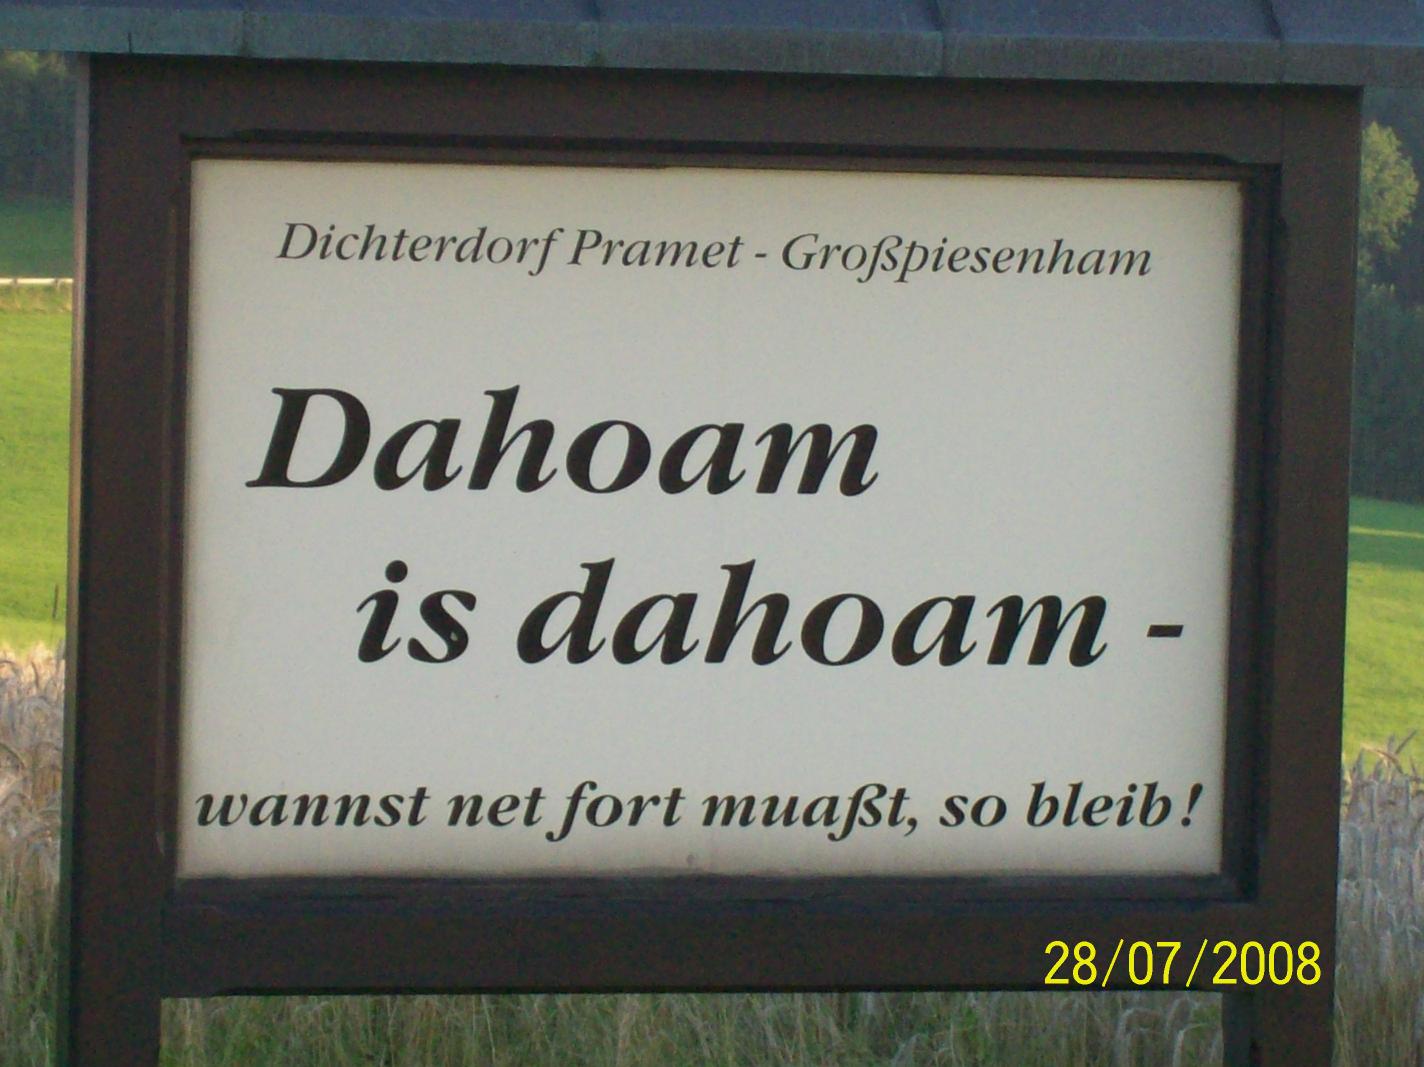 Dichterdorf Pramet - Großpiesenham
Dahoam
is dahoam -
wannst net fort muaßt, so bleib!
28/07/2008